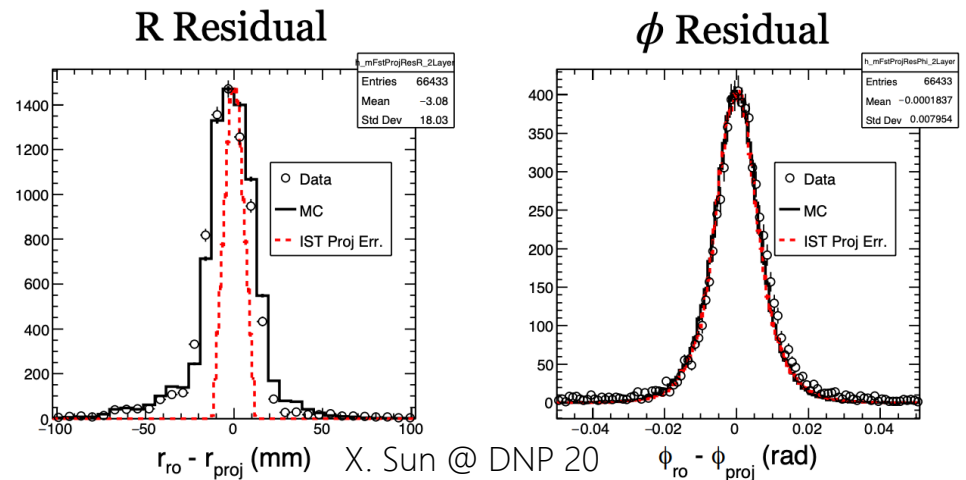 R Residual
h_mFstProjResR_2Layer
Entries 66433
Mean −3.08
Std Dev 18.03
1400
1200
1000
800
600
400
200
0
Data
MC
IST Proj Err.
−100 −50 0 50 100
r_ro - r_proj (mm)
ϕ Residual
h_mFstProjResPhi_2Layer
Entries 66433
Mean −0.0001837
Std Dev 0.007954
400
350
300
250
200
150
100
50
0
Data
MC
IST Proj Err.
−0.04 −0.02 0 0.02 0.04
ϕ_ro - ϕ_proj (rad)
X. Sun @ DNP 20